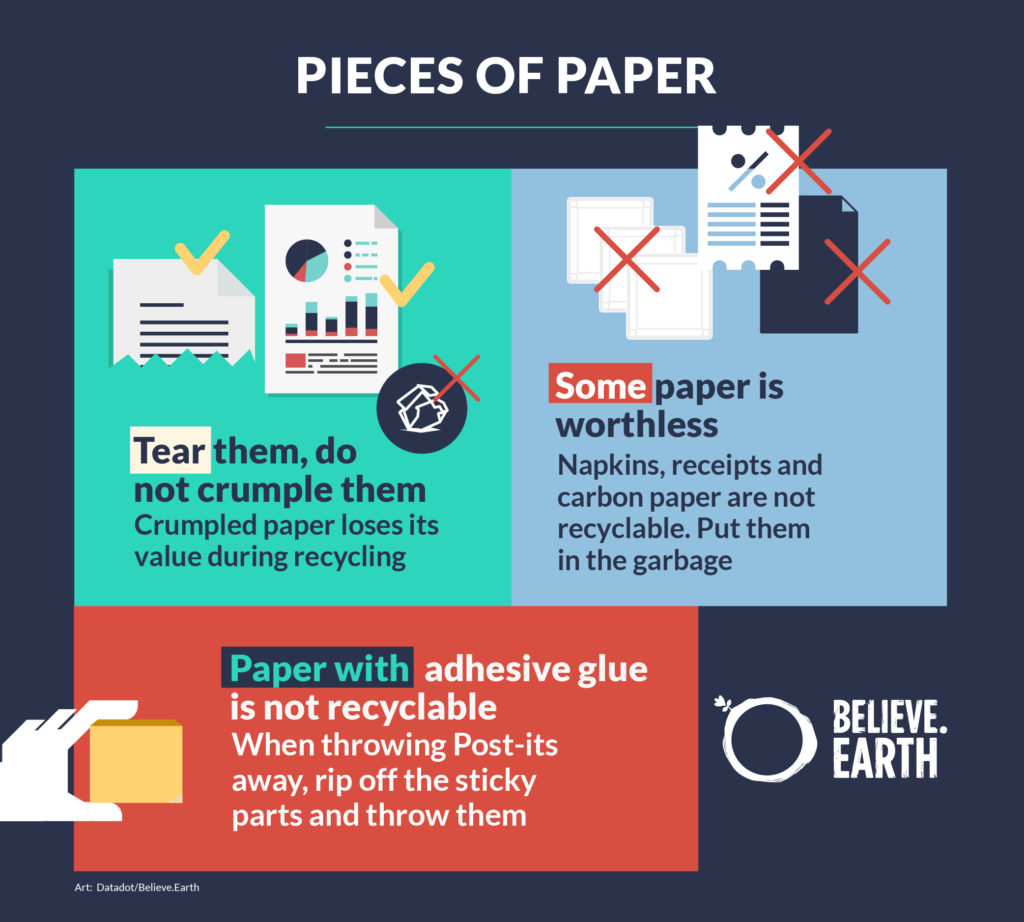 PIECES OF PAPER
Tear them, do
not crumple them
Crumpled paper loses its
value during recycling
Some paper is
worthless
Napkins, receipts and
carbon paper are not
recyclable. Put them
in the garbage
Paper with adhesive glue
is not recyclable
When throwing Post-its
away, rip off the sticky
parts and throw them
BELIEVE.
EARTH
Art: Datadot/Believe.Earth